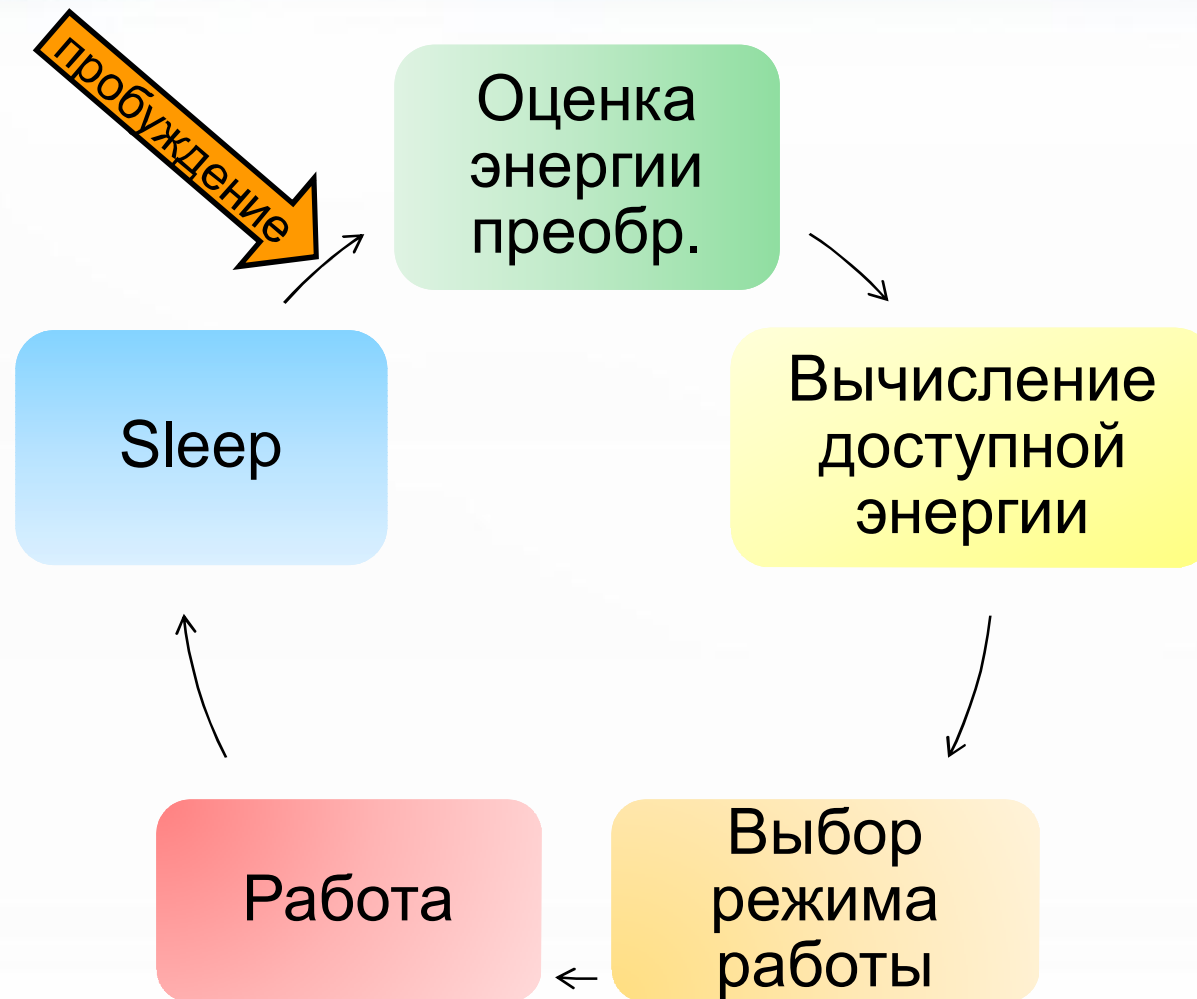 пробуждение
Оценка
энергии
преобр.
Вычисление
доступной
энергии
Выбор
режима
работы
Работа
Sleep